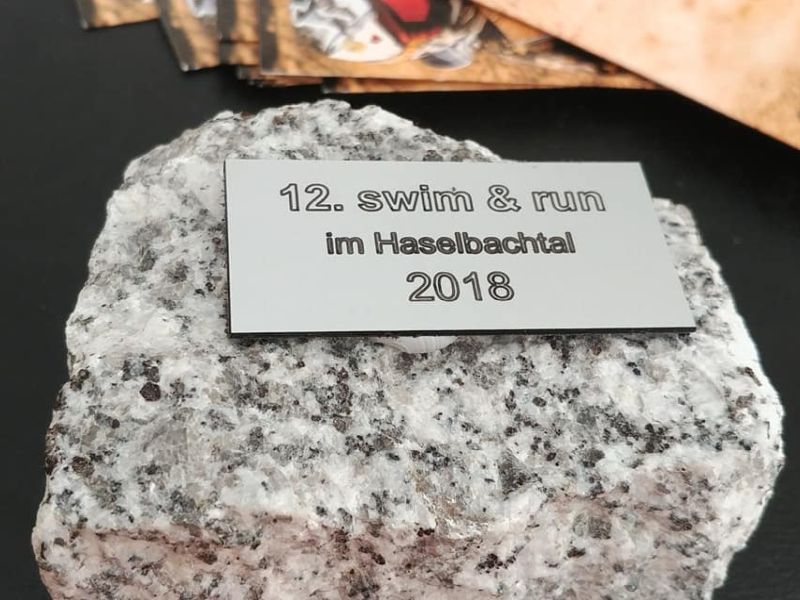 12. swim & run
im Haselbachtal
2018